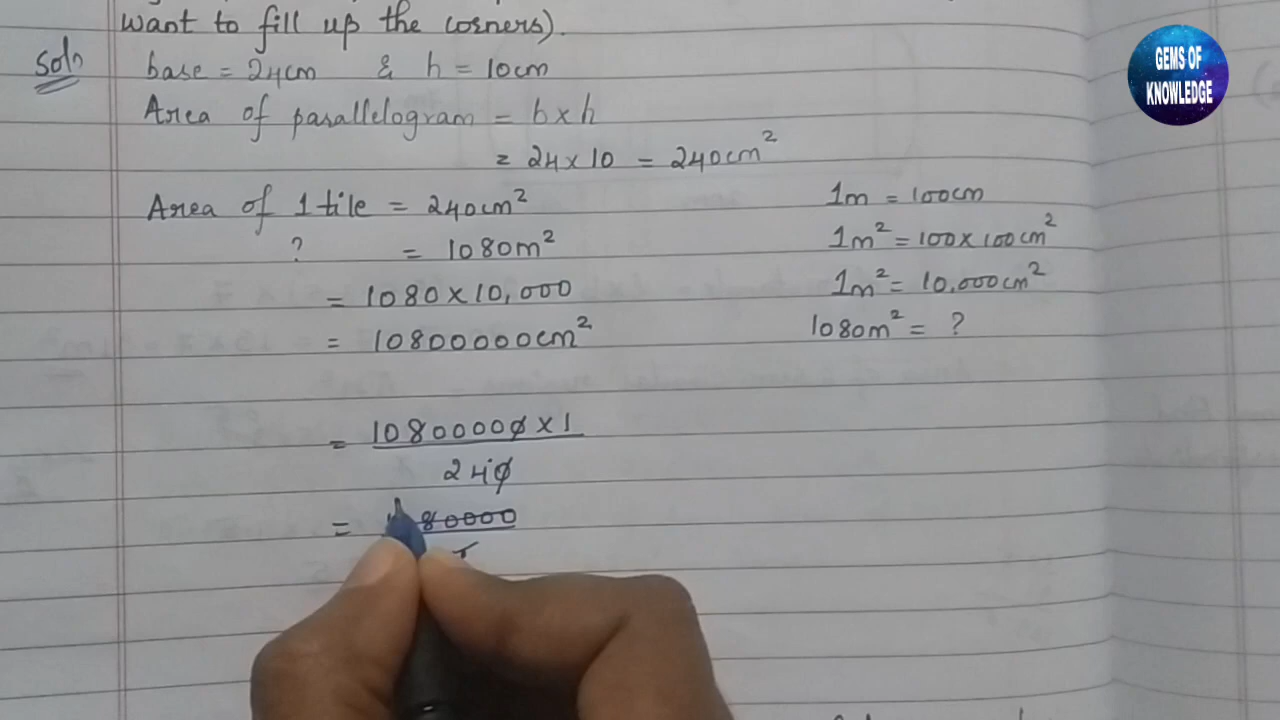 want to fill up the corners).
Soln base = 24cm & h = 10cm
Area of parallelogram = b×h
= 24×10 = 240cm²
Area of 1 tile = 240cm²
? = 1080m²
= 1080×10,000
= 10800000cm²
= 10800000×1
240
=
80000
1m = 100cm
1m² = 100×100cm²
1m² = 10,000cm²
1080m² = ?
GEMS OF
KNOWLEDGE